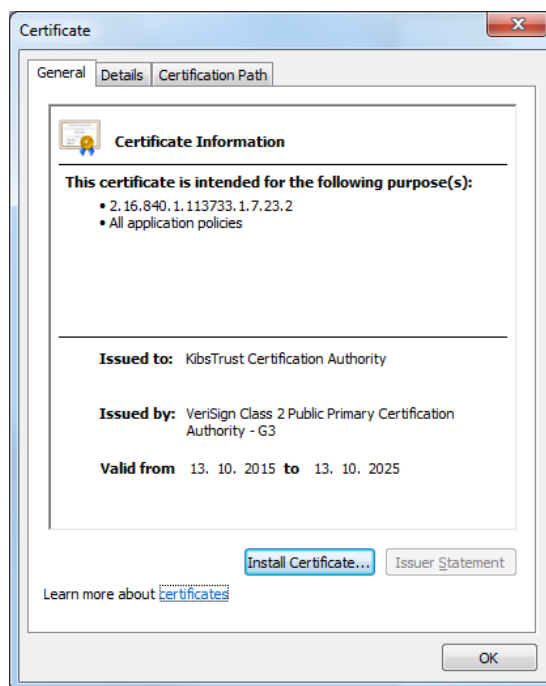 Certificate
General
Details
Certification Path
Certificate Information
This certificate is intended for the following purpose(s):
• 2.16.840.1.113733.1.7.23.2
• All application policies
Issued to: KibsTrust Certification Authority
Issued by: VeriSign Class 2 Public Primary Certification
Authority - G3
Valid from 13. 10. 2015 to 13. 10. 2025
Install Certificate...
Issuer Statement
Learn more about certificates
OK